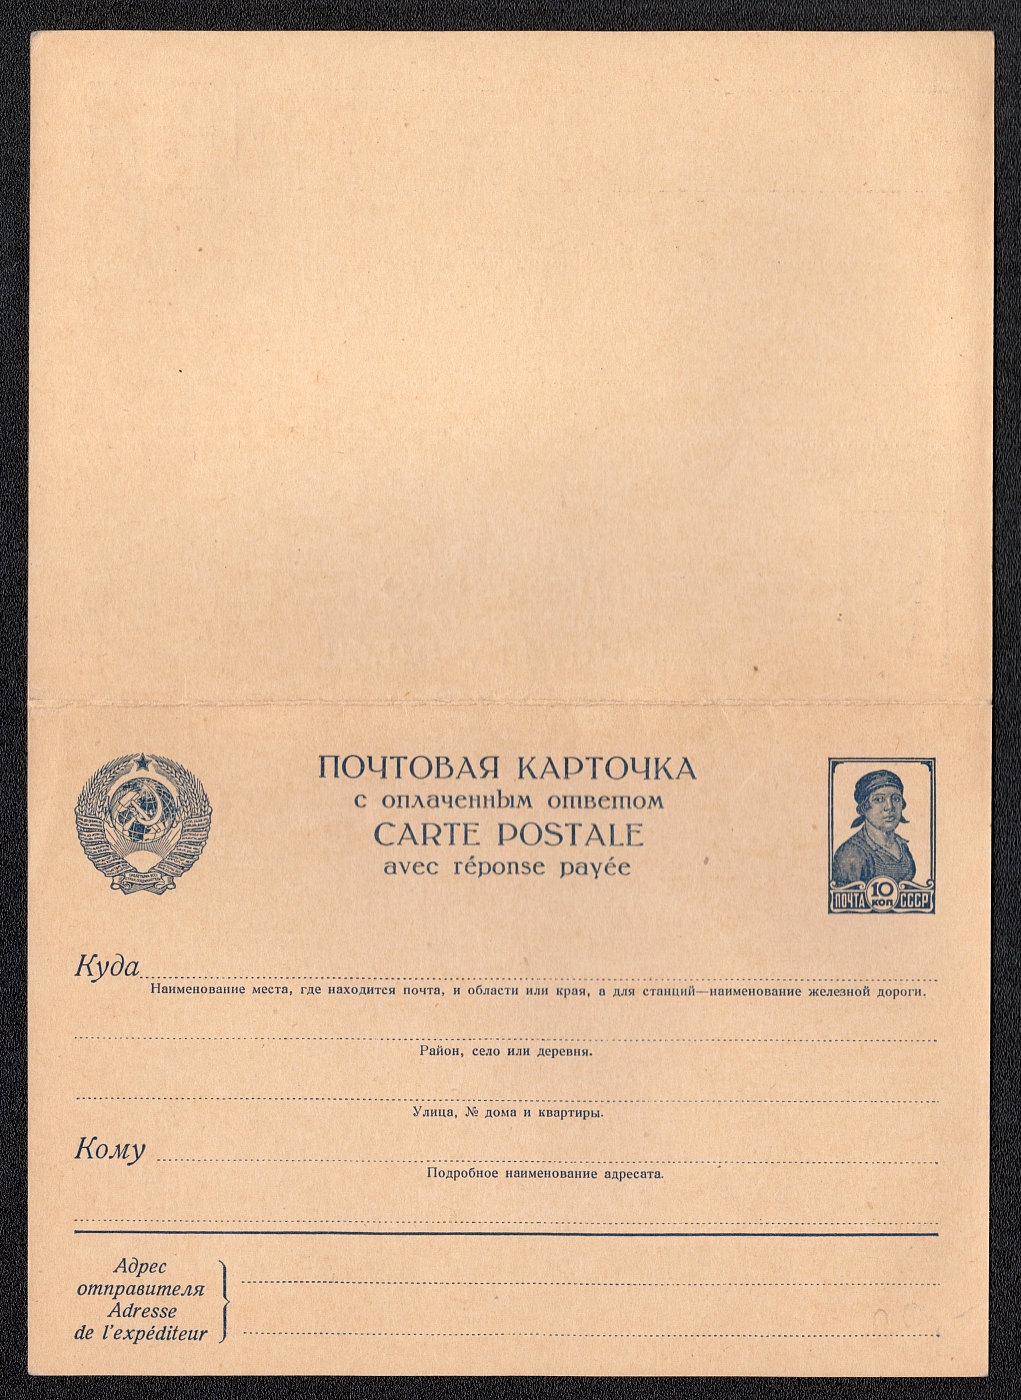 ПОЧТОВАЯ КАРТОЧКА
с оплаченным ответом
CARTE POSTALE
avec réponse payée
10
КОП
ПОЧТА СССР
Куда
Наименование места, где находится почта, и области или края, а для станций—наименование железной дороги.
Район, село или деревня.
Улица, № дома и квартиры.
Кому
Подробное наименование адресата.
Адрес
отправителя
Adresse
de l'expéditeur